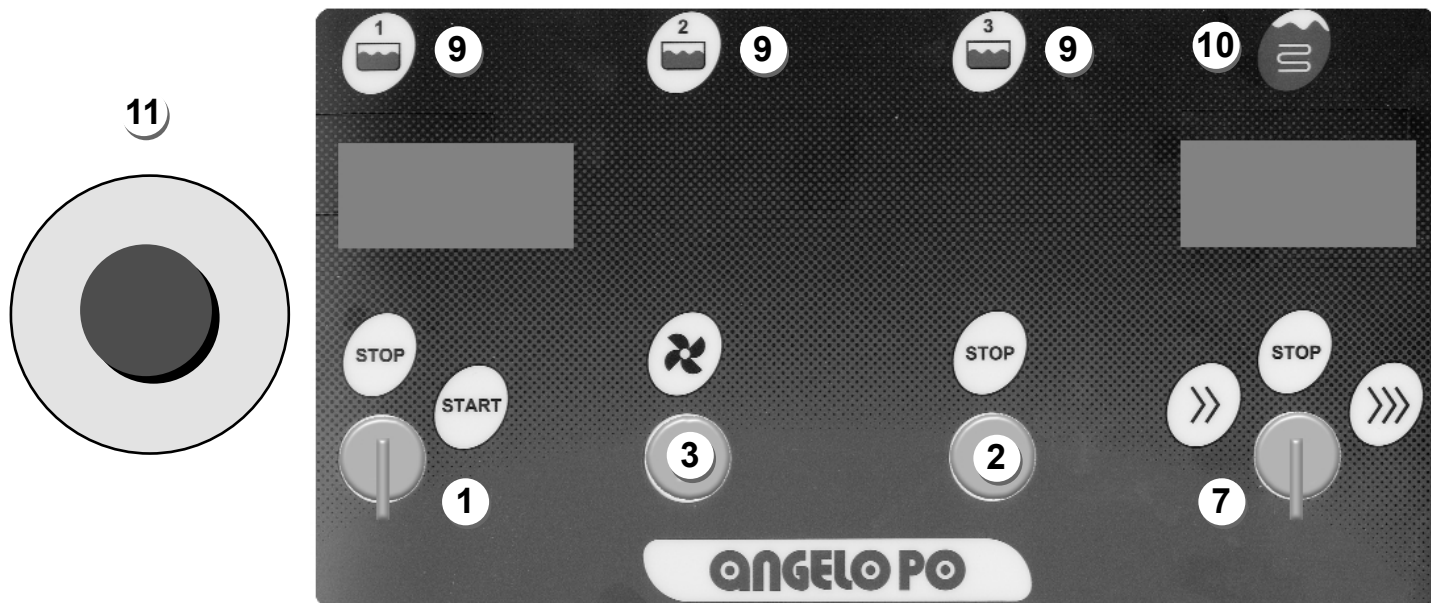 1 9 2 9 3 9 10
11
STOP STOP STOP
START
3 2
1 7
ANGELO PO